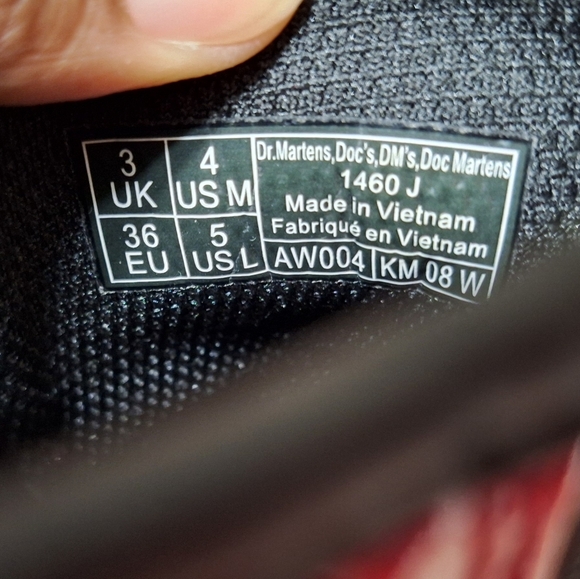 3
UK
4
US M
36
EU
5
US L
Dr.Martens,Doc's,DM's,Doc Martens
1460 J
Made in Vietnam
Fabriqué en Vietnam
AW004 KM 08 W